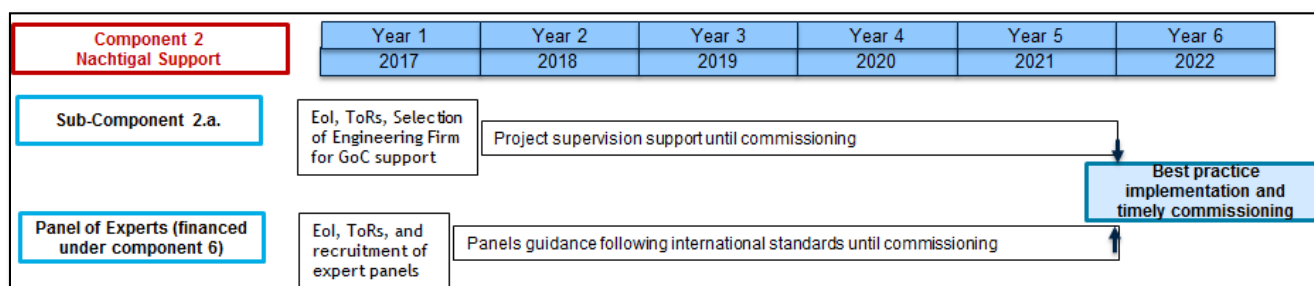 Component 2
Nachtigal Support
Year 1 Year 2 Year 3 Year 4 Year 5 Year 6
2017 2018 2019 2020 2021 2022
Sub-Component 2.a.
EoI, ToRs, Selection
of Engineering Firm
for GoC support
Project supervision support until commissioning
Best practice
implementation and
timely commissioning
Panel of Experts (financed
under component 6)
EoI, ToRs, and
recruitment of
expert panels
Panels guidance following international standards until commissioning